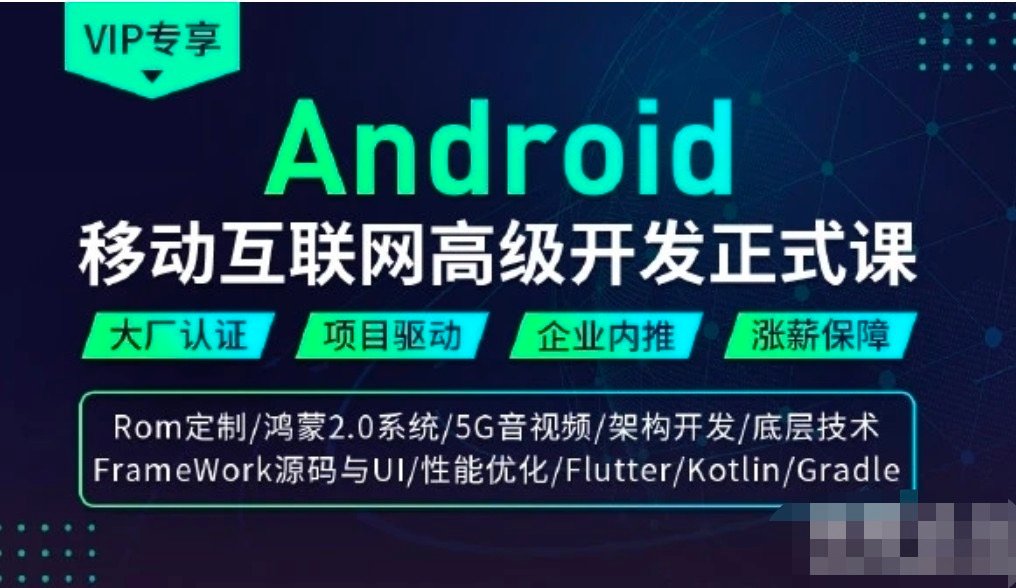 VIP专享
Android
移动互联网高级开发正式课
大厂认证 项目驱动 企业内推 涨薪保障
Rom定制/鸿蒙2.0系统/5G音视频/架构开发/底层技术
FrameWork源码与UI/性能优化/Flutter/Kotlin/Gradle